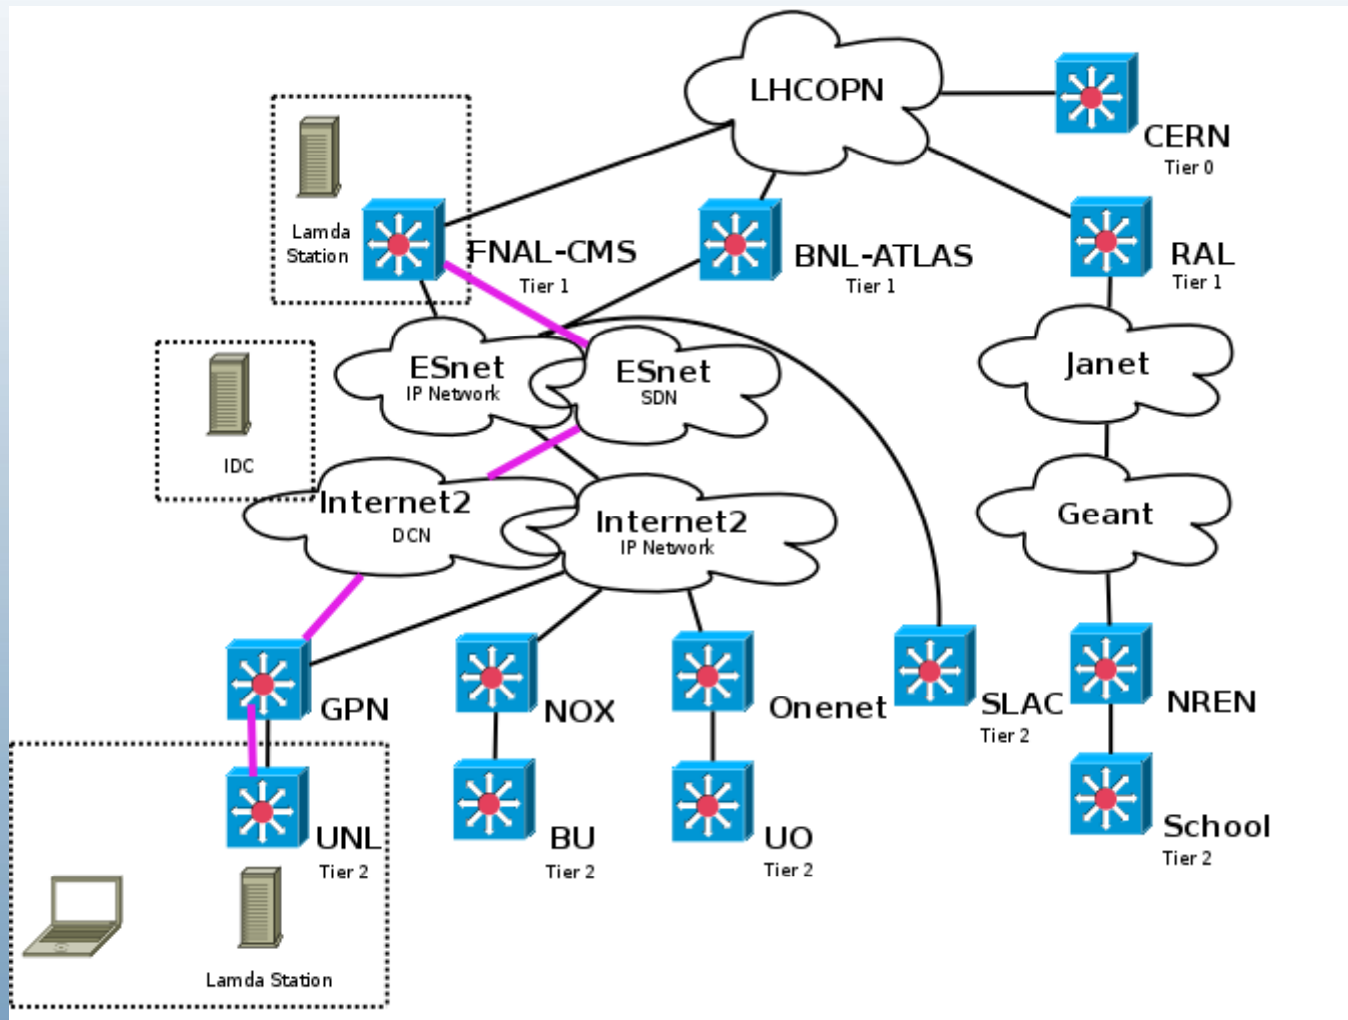 LHCOPN
CERN
Tier 0
Lamda
Station
FNAL-CMS
Tier 1
BNL-ATLAS
Tier 1
RAL
Tier 1
ESnet
IP Network
ESnet
SDN
Janet
IDC
Internet2
DCN
Internet2
IP Network
Geant
GPN
NOX
Onenet
SLAC
Tier 2
NREN
UNL
Tier 2
BU
Tier 2
UO
Tier 2
School
Tier 2
Lamda Station